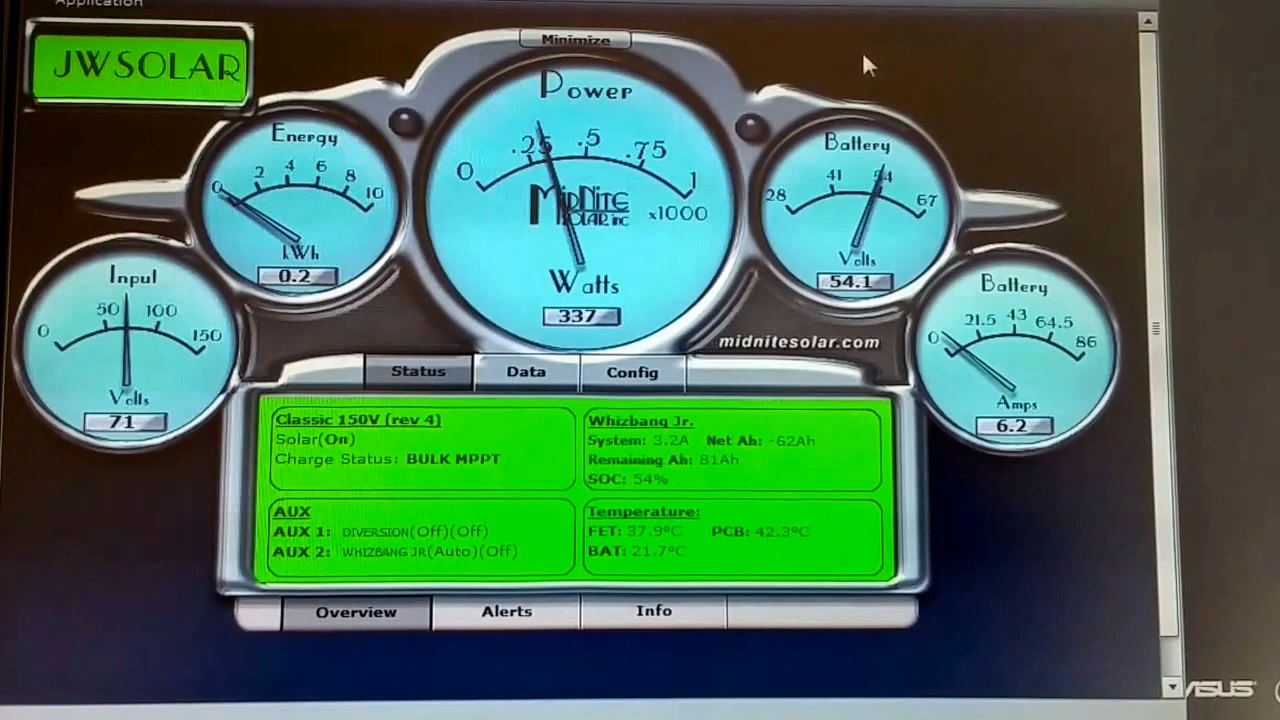 Application
JWSOLAR
Minimize
Power
0 .25 .5 .75 1
x1000
MIDNITE
SOLAR INC
Watts
337
Energy
0 2 4 6 8 10
kWh
0.2
Battery
28 41 54 67
Volts
54.1
Input
0 50 100 150
Volts
71
Battery
0 21.5 43 64.5 86
Amps
6.2
midnitesolar.com
Status Data Config
Classic 150V (rev 4)
Solar(On)
Charge Status: BULK MPPT
Whizbang Jr.
System: 3.2A Net Ah: -62Ah
Remaining Ah: 81Ah
SOC: 54%
AUX
AUX 1: DIVERSION(Off)(Off)
AUX 2: WHIZBANG JR(Auto)(Off)
Temperature:
FET: 37.9°C PCB: 42.3°C
BAT: 21.7°C
Overview Alerts Info
ASUS